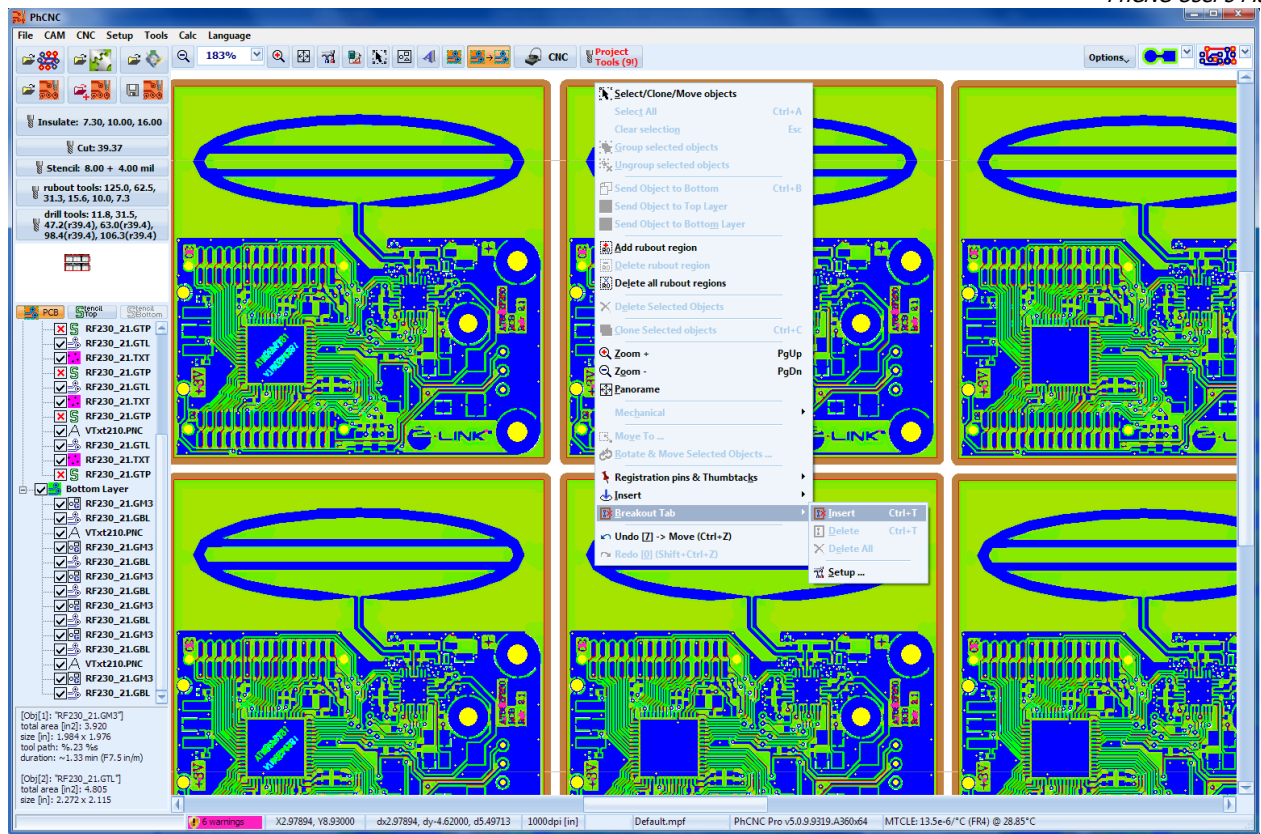 PhCNC
File CAM CNC Setup Tools Calc Language
183%
CNC
Project
Tools (9!)
Options..
Insulate: 7.30, 10.00, 16.00
Cut: 39.37
Stencil: 8.00 + 4.00 mil
rubout tools: 125.0, 62.5,
31.3, 15.6, 10.0, 7.3
drill tools: 11.8, 31.5,
47.2(r39.4), 63.0(r39.4),
98.4(r39.4), 106.3(r39.4)
PCB
Stencil
Top
Stencil
Bottom
RF230_21.GTP
RF230_21.GTL
RF230_21.TXT
RF230_21.GTP
RF230_21.GTL
RF230_21.TXT
RF230_21.GTP
VTxt210.PNC
RF230_21.GTL
RF230_21.TXT
RF230_21.GTP
Bottom Layer
RF230_21.GM3
RF230_21.GBL
VTxt210.PNC
RF230_21.GM3
RF230_21.GBL
RF230_21.GM3
RF230_21.GBL
RF230_21.GM3
RF230_21.GBL
RF230_21.GM3
RF230_21.GBL
VTxt210.PNC
RF230_21.GM3
RF230_21.GBL
[Obj[1]: "RF230_21.GM3"]
total area [in2]: 3.920
size [in]: 1.984 x 1.976
tool path: %.23 %s
duration: ~1.33 min (F7.5 in/m)
[Obj[2]: "RF230_21.GTL"]
total area [in2]: 4.805
size [in]: 2.272 x 2.115
Select/Clone/Move objects
Select All Ctrl+A
Clear selection Esc
Group selected objects
Ungroup selected objects
Send Object to Bottom Ctrl+B
Send Object to Top Layer
Send Object to Bottom Layer
Add rubout region
Delete rubout region
Delete all rubout regions
Delete Selected Objects
Clone Selected objects Ctrl+C
Zoom + PgUp
Zoom - PgDn
Panorame
Mechanical
Move To ...
Rotate & Move Selected Objects ...
Registration pins & Thumbtacks
Insert
Breakout Tab
Undo [7] -> Move (Ctrl+Z)
Redo [0] (Shift+Ctrl+Z)
Insert Ctrl+T
Delete Ctrl+T
Delete All
Setup ...
+3V
LINK
LINK
+3V
LINK
+3V
+3V
+3V
6 warnings
X2.97894, Y8.93000
dx2.97894, dy-4.62000, d5.49713
1000dpi [in]
Default.mpf
PhCNC Pro v5.0.9.9319.A360x64
MTCLE: 13.5e-6/°C (FR4) @ 28.85°C